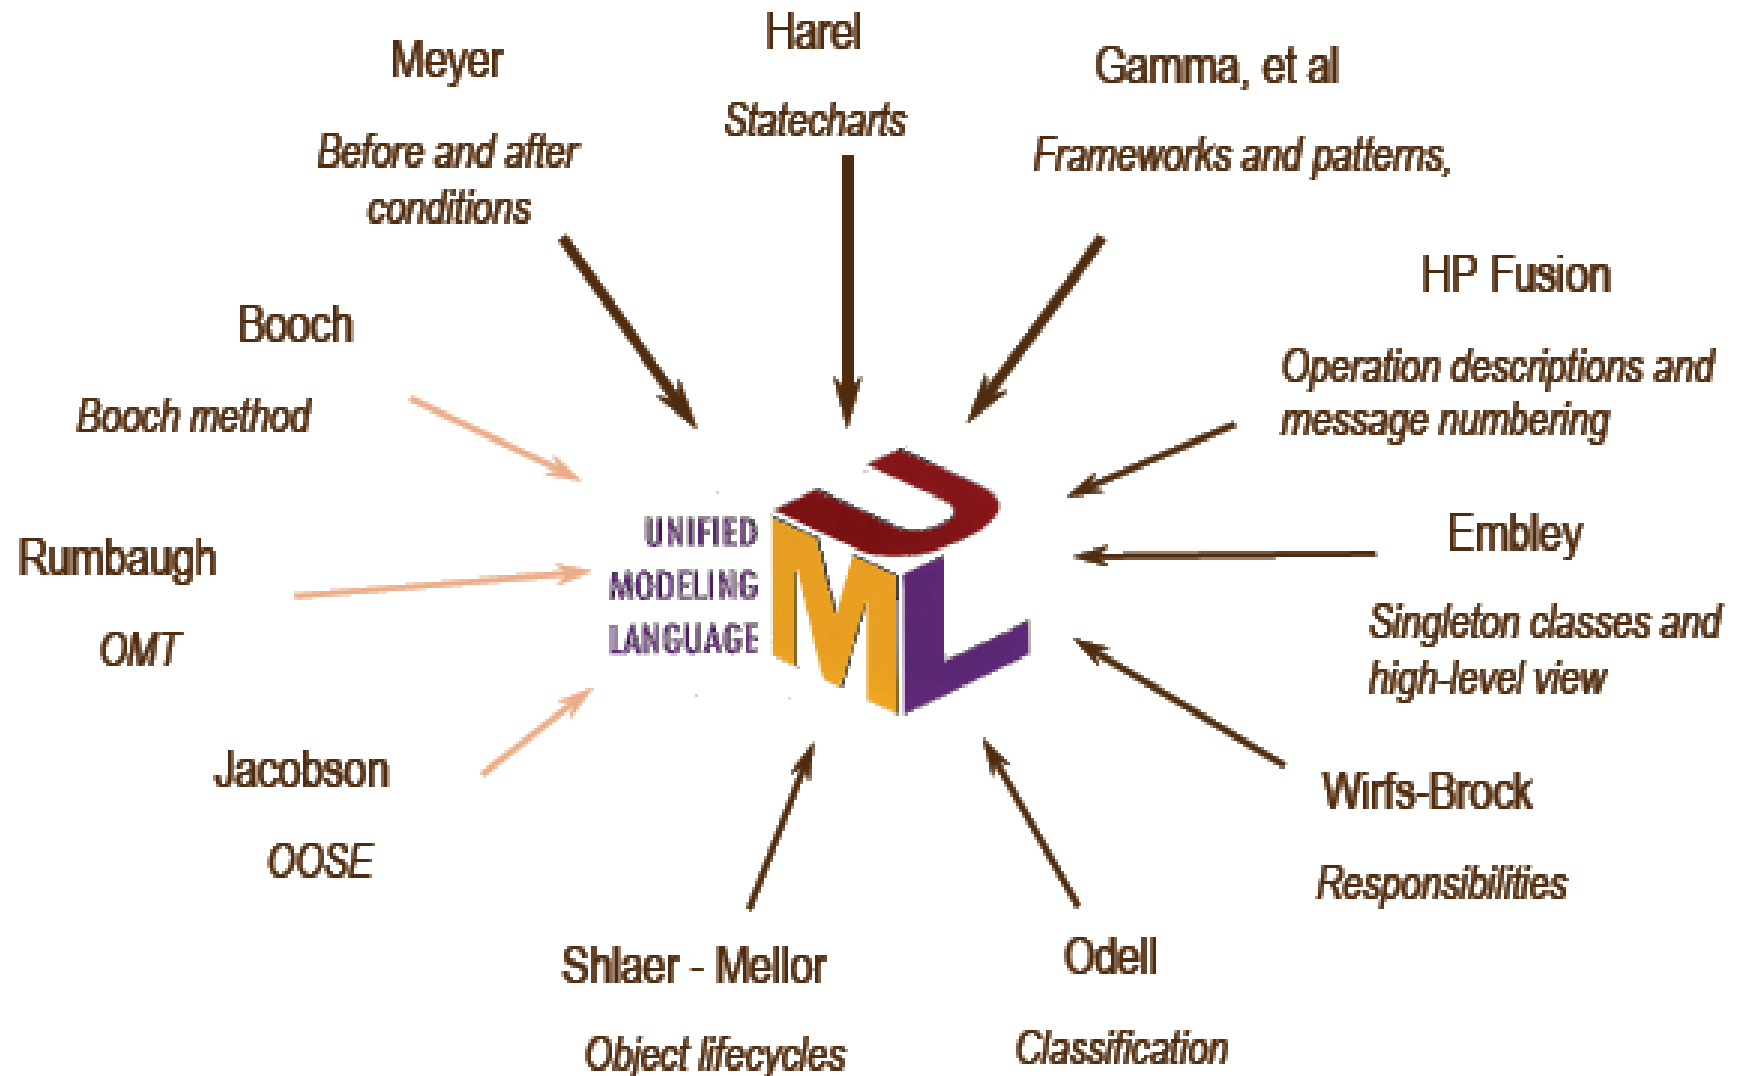 Harel
Statecharts
Meyer
Before and after
conditions
Gamma, et al
Frameworks and patterns,
HP Fusion
Operation descriptions and
message numbering
Booch
Booch method
Rumbaugh
OMT
UNIFIED
MODELING
LANGUAGE
UML
Embley
Singleton classes and
high-level view
Jacobson
OOSE
Wirfs-Brock
Responsibilities
Shlaer - Mellor
Object lifecycles
Odell
Classification